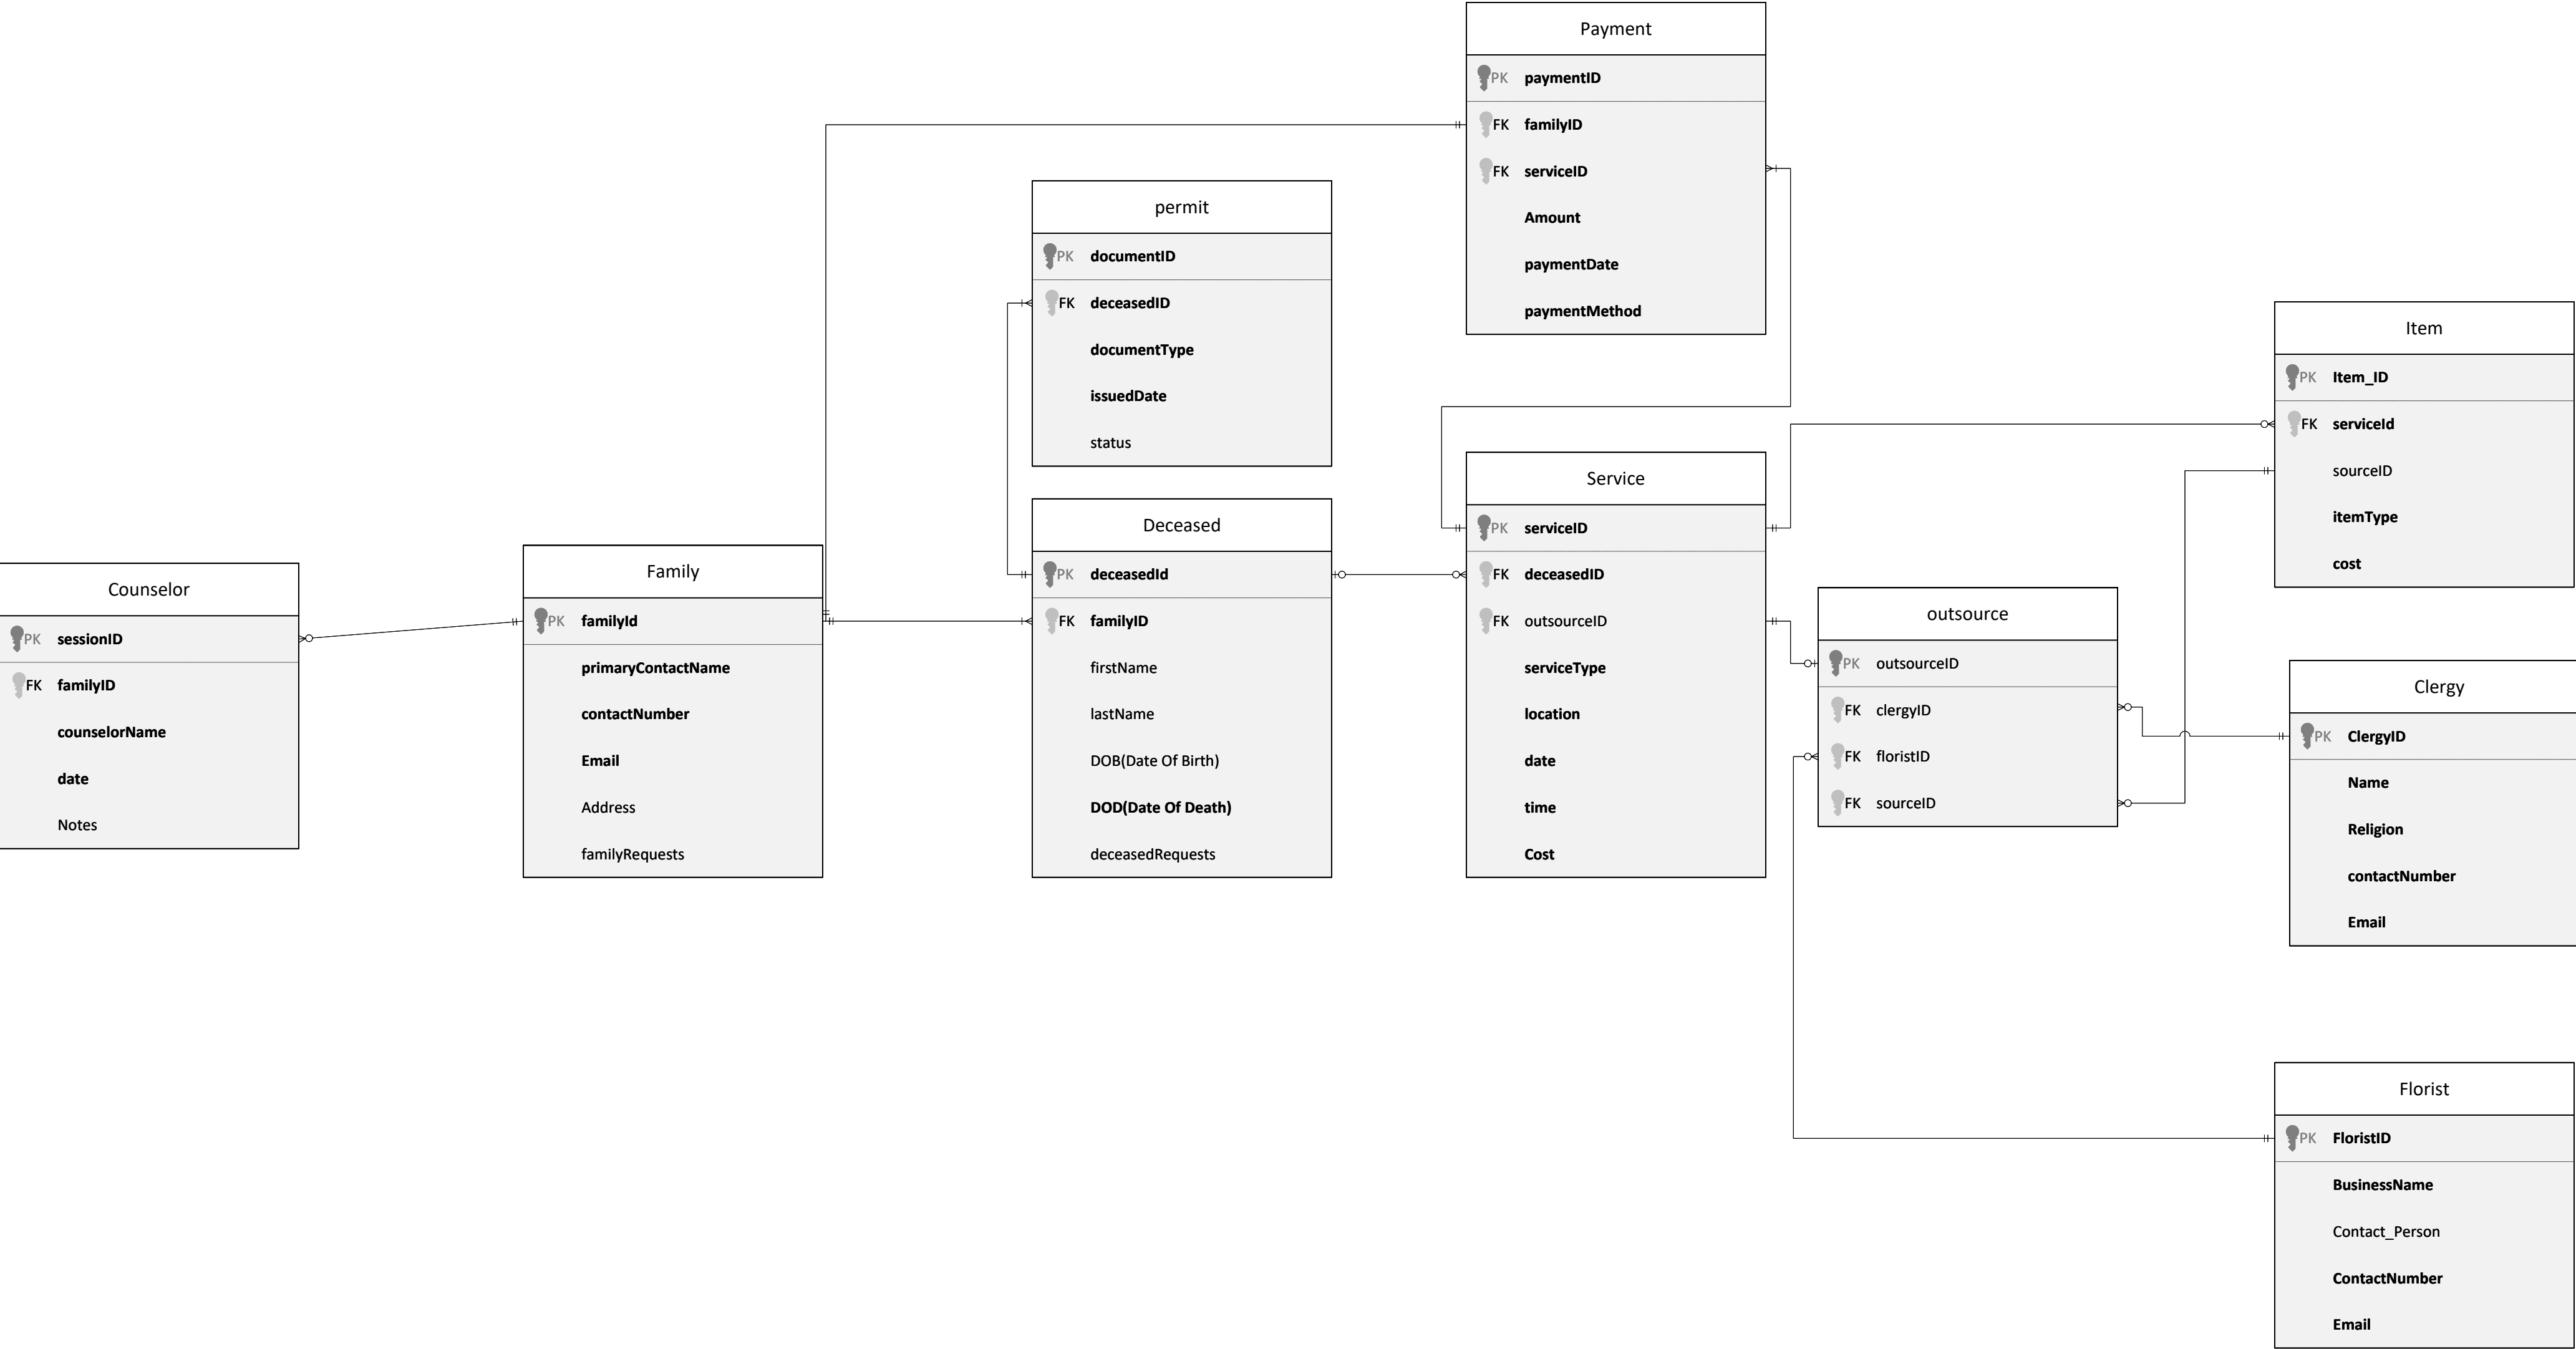 Payment
PK paymentID
FK familyID
FK serviceID
Amount
paymentDate
paymentMethod
permit
PK documentID
FK deceasedID
documentType
issuedDate
status
Item
PK Item_ID
FK serviceId
sourceID
itemType
cost
Counselor
PK sessionID
FK familyID
counselorName
date
Notes
Family
PK familyId
primaryContactName
contactNumber
Email
Address
familyRequests
Deceased
PK deceasedId
FK familyID
firstName
lastName
DOB(Date Of Birth)
DOD(Date Of Death)
deceasedRequests
Service
PK serviceID
FK deceasedID
FK outsourceID
serviceType
location
date
time
Cost
outsource
PK outsourceID
FK clergyID
FK floristID
FK sourceID
Clergy
PK ClergyID
Name
Religion
contactNumber
Email
Florist
PK FloristID
BusinessName
Contact_Person
ContactNumber
Email